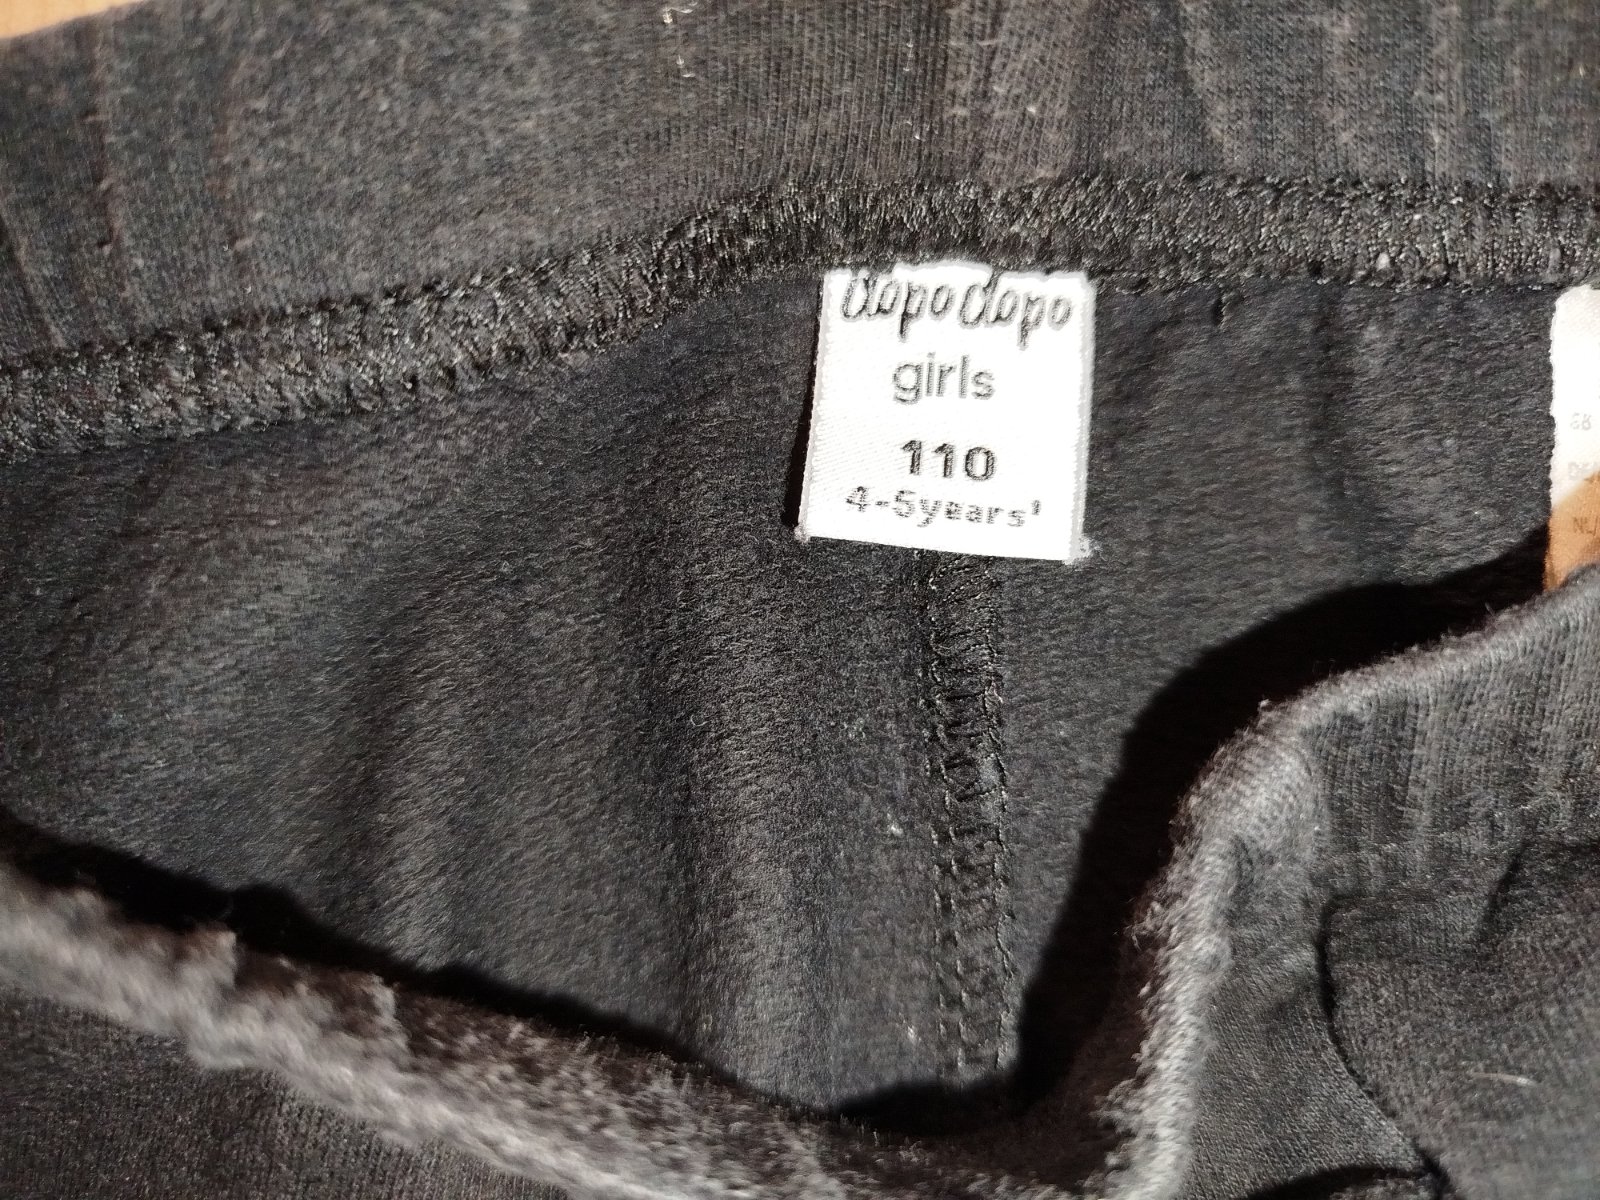 dopodopo
girls
110
4-5years'